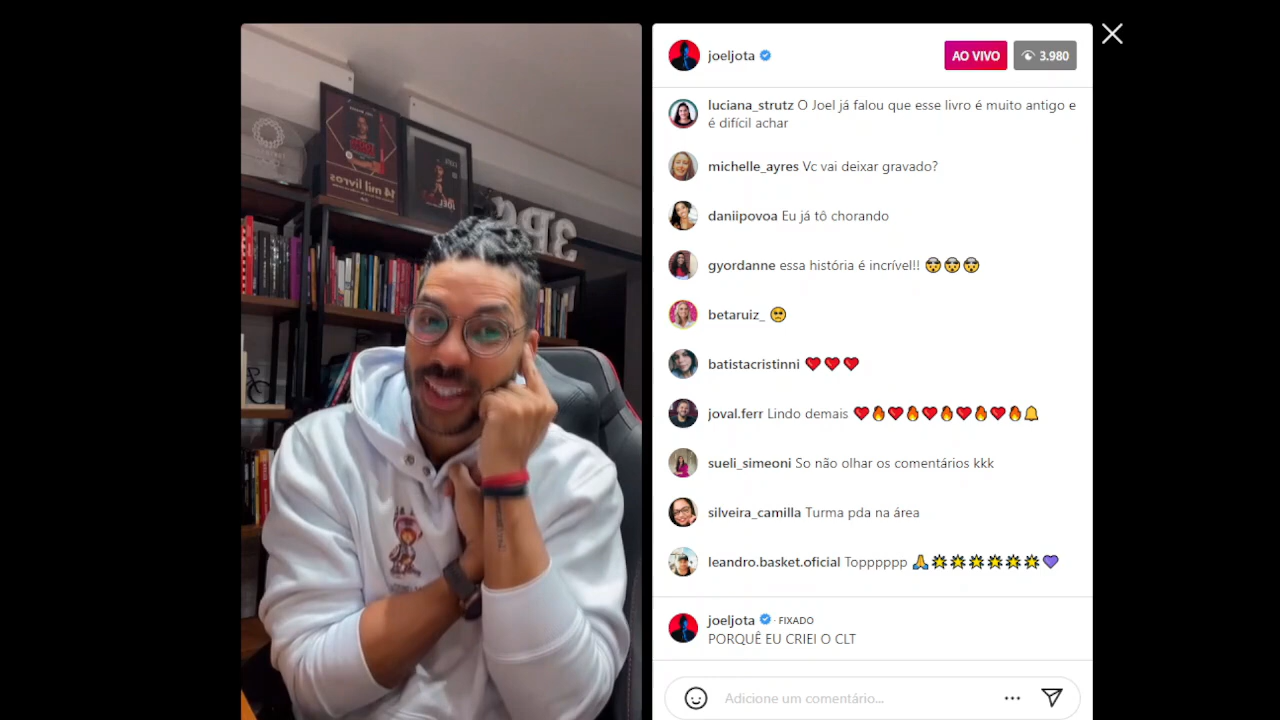 joeljota
AO VIVO
3.980
luciana_strutz O Joel já falou que esse livro é muito antigo e
é difícil achar
michelle_ayres Vc vai deixar gravado?
daniipovoa Eu já tô chorando
gyordanne essa história é incrível!! 🤯🤯🤯
betaruiz_ 🥺
batistacristinni ❤️❤️❤️
joval.ferr Lindo demais ❤️🔥❤️🔥❤️🔥❤️🔥❤️🔥🔔
sueli_simeoni So não olhar os comentários kkk
silveira_camilla Turma pda na área
leandro.basket.oficial Topppppp 🙏🌟🌟🌟🌟🌟🌟💜
joeljota · FIXADO
PORQUÊ EU CRIEI O CLT
Adicione um comentário...
14 mil livros